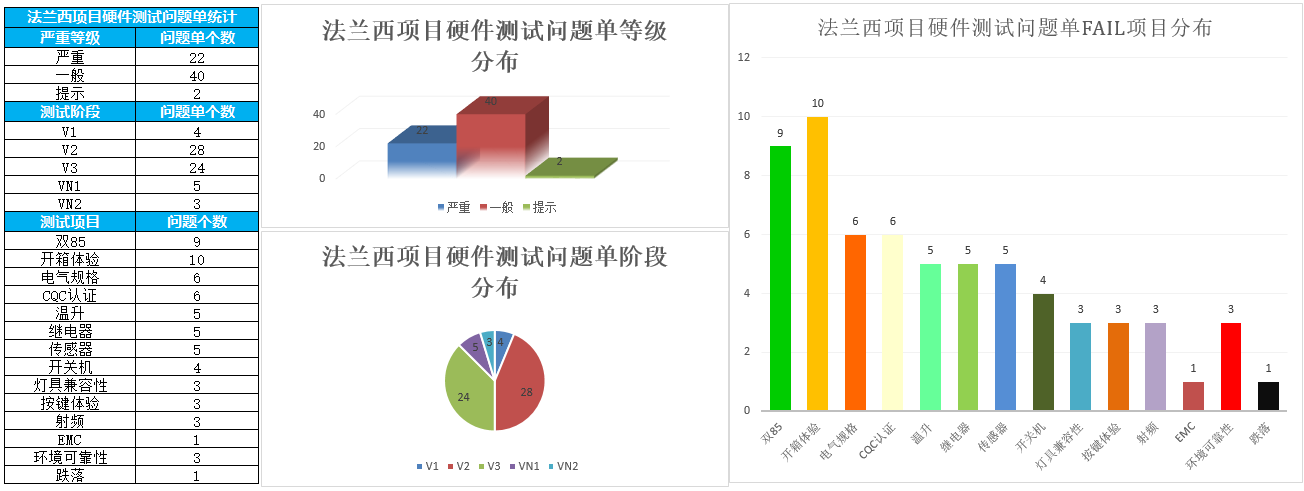 法兰西项目硬件测试问题单统计
严重等级 问题单个数
严重 22
一般 40
提示 2
测试阶段 问题单个数
V1 4
V2 28
V3 24
VN1 5
VN2 3
测试项目 问题个数
双85 9
开箱体验 10
电气规格 6
CQC认证 6
温升 5
继电器 5
传感器 5
开关机 4
灯具兼容性 3
按键体验 3
射频 3
EMC 1
环境可靠性 3
跌落 1
法兰西项目硬件测试问题单等级
分布
40
20
0
22
40
2
严重 一般 提示
法兰西项目硬件测试问题单阶段
分布
3 4
5
24
28
V1 V2 V3 VN1 VN2
法兰西项目硬件测试问题单FAIL项目分布
12
10
8
6
4
2
0
9 10 6 6 5 5 5 4 3 3 3 1 3 1
双85 开箱体验 电气规格 CQC认证 温升 继电器 传感器 开关机 灯具兼容性 按键体验 射频 EMC 环境可靠性 跌落